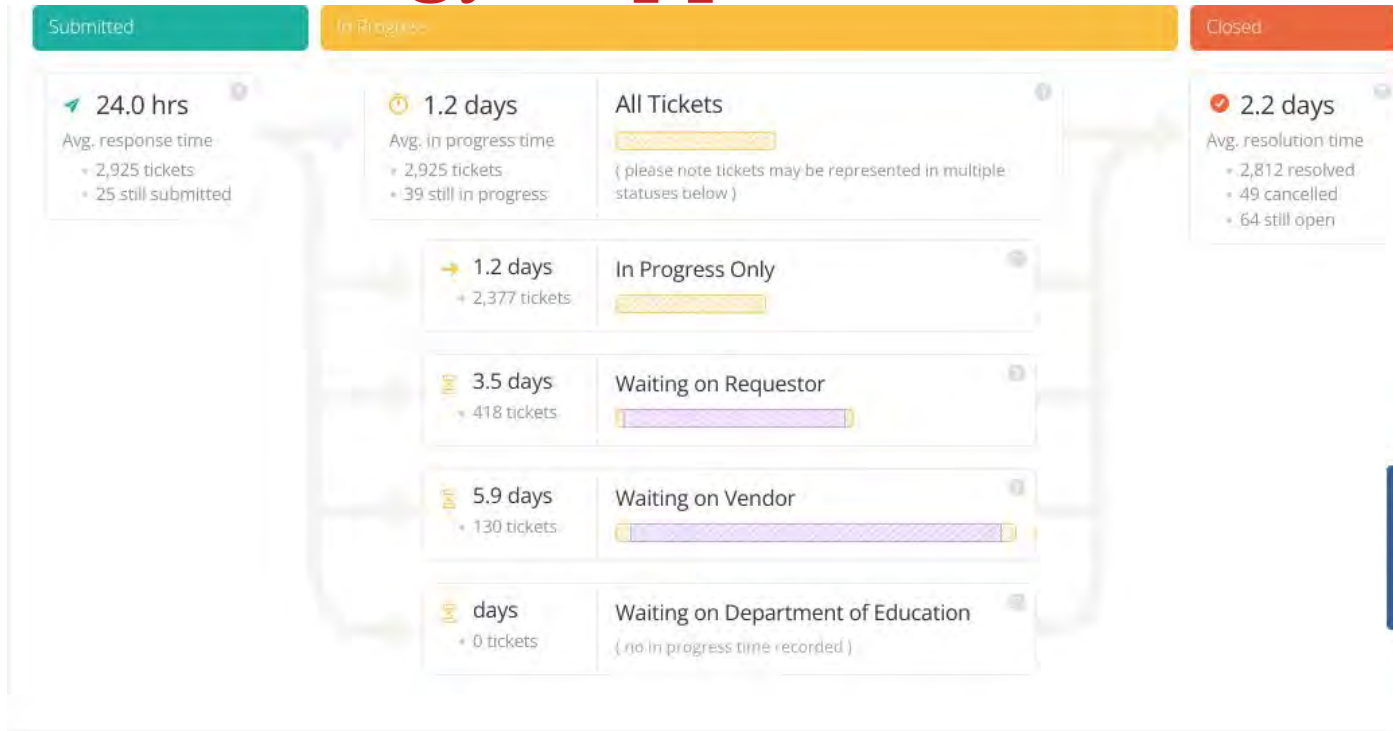 Submitted
In Progress
Closed
24.0 hrs
Avg. response time
2,925 tickets
25 still submitted
1.2 days
Avg. in progress time
2,925 tickets
39 still in progress
All Tickets
( please note tickets may be represented in multiple
statuses below )
2.2 days
Avg. resolution time
2,812 resolved
49 cancelled
64 still open
1.2 days
2,377 tickets
In Progress Only
3.5 days
418 tickets
Waiting on Requestor
5.9 days
130 tickets
Waiting on Vendor
days
0 tickets
Waiting on Department of Education
( no in progress time recorded )